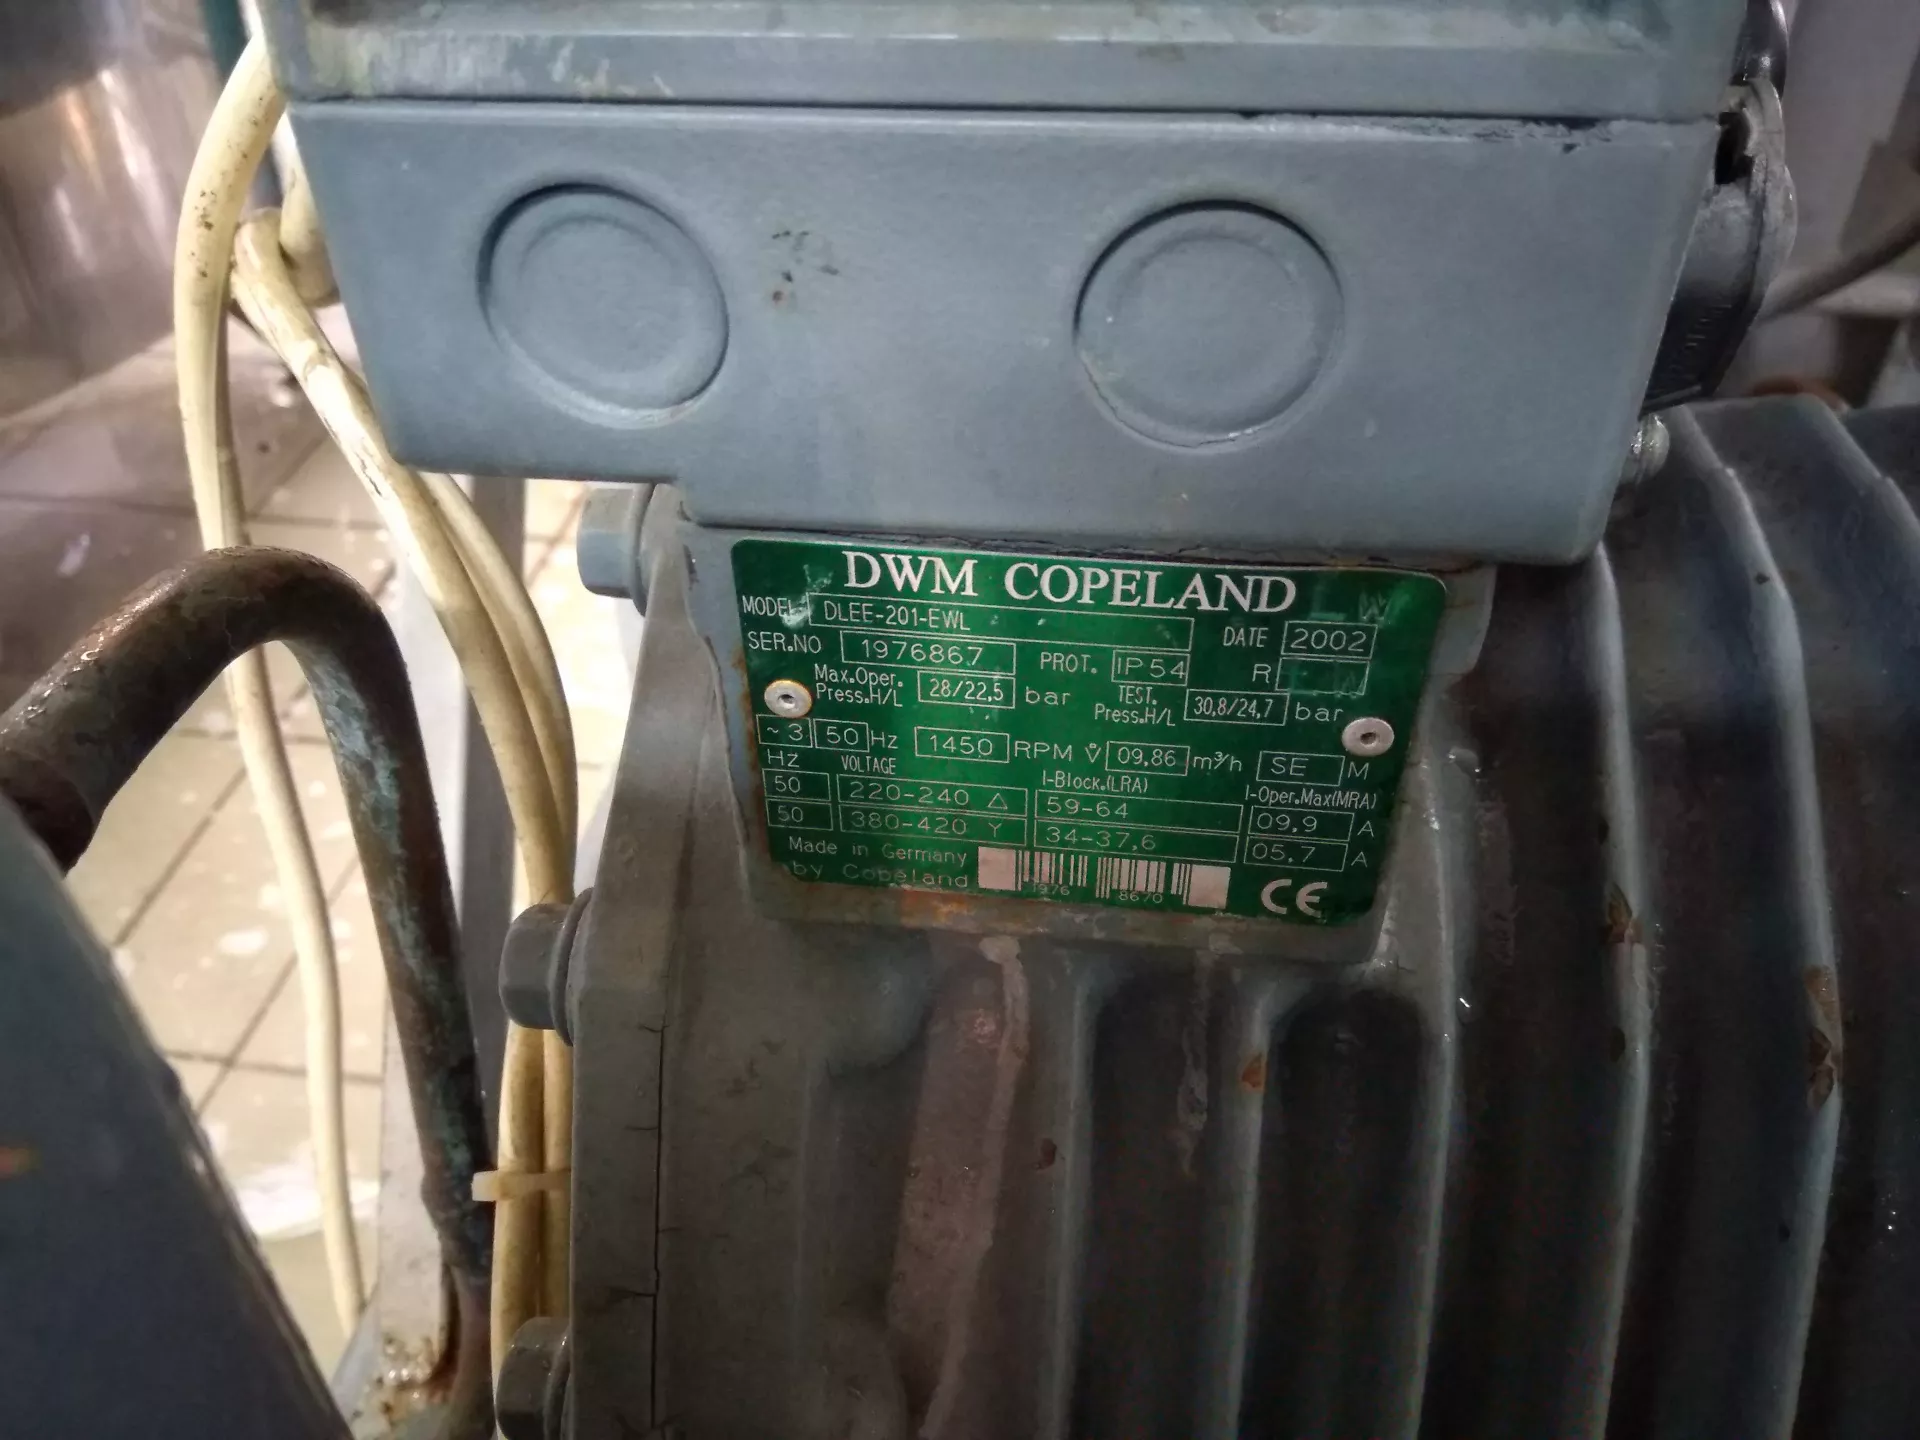 DWM COPELAND
MODEL DLEE-201-EWL DATE 2002
SER.NO 1976867 PROT. IP54 R
Max.Oper. Press.H/L 28/22,5 bar TEST. Press.H/L 30,8/24,7 bar
~3 50 Hz 1450 RPM V̊ 09,86 m³/h SE M
Hz VOLTAGE I-Block.(LRA) I-Oper.Max(MRA)
50 220-240 Δ 59-64 09,9 A
50 380-420 Y 34-37,6 05,7 A
Made in Germany
by Copeland
1976 8670
CE